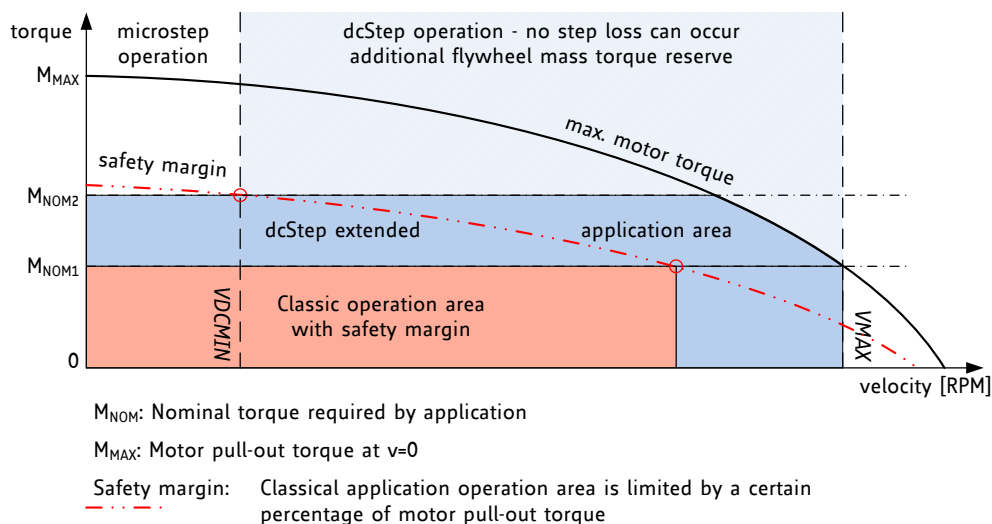 torque
microstep
operation
dcStep operation - no step loss can occur
additional flywheel mass torque reserve
MMAX
max. motor torque
safety margin
MNOM2
dcStep extended
application area
MNOM1
Classic operation area
with safety margin
VDCMIN
VMAX
0
velocity [RPM]
MNOM: Nominal torque required by application
MMAX: Motor pull-out torque at v=0
Safety margin: Classical application operation area is limited by a certain
percentage of motor pull-out torque